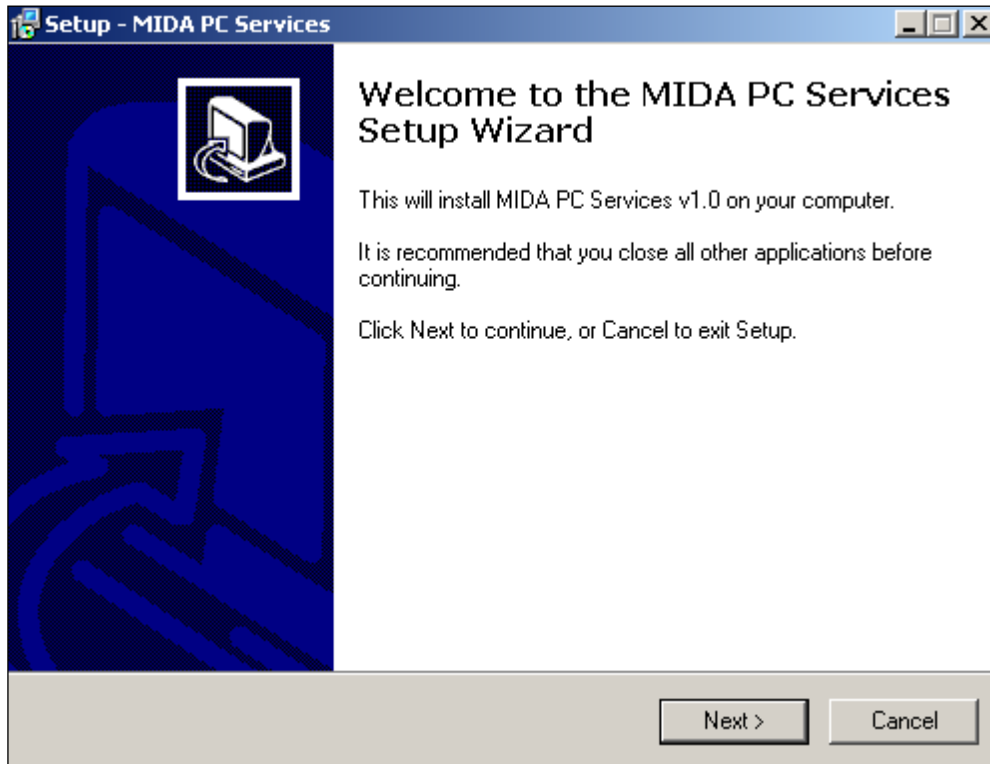 Setup - MIDA PC Services
Welcome to the MIDA PC Services
Setup Wizard
This will install MIDA PC Services v1.0 on your computer.
It is recommended that you close all other applications before
continuing.
Click Next to continue, or Cancel to exit Setup.
Next >
Cancel